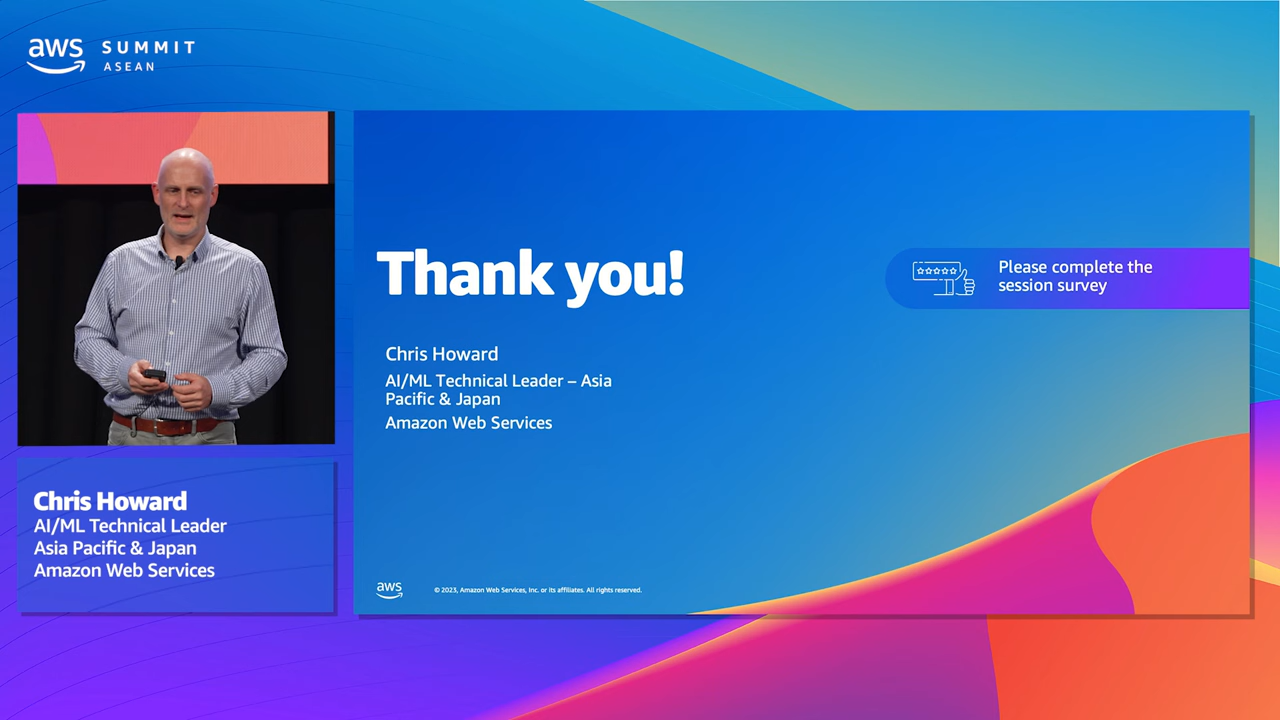 aws SUMMIT
ASEAN
Chris Howard
AI/ML Technical Leader
Asia Pacific & Japan
Amazon Web Services
Thank you!
Chris Howard
AI/ML Technical Leader – Asia
Pacific & Japan
Amazon Web Services
Please complete the
session survey
aws
© 2023, Amazon Web Services, Inc. or its affiliates. All rights reserved.